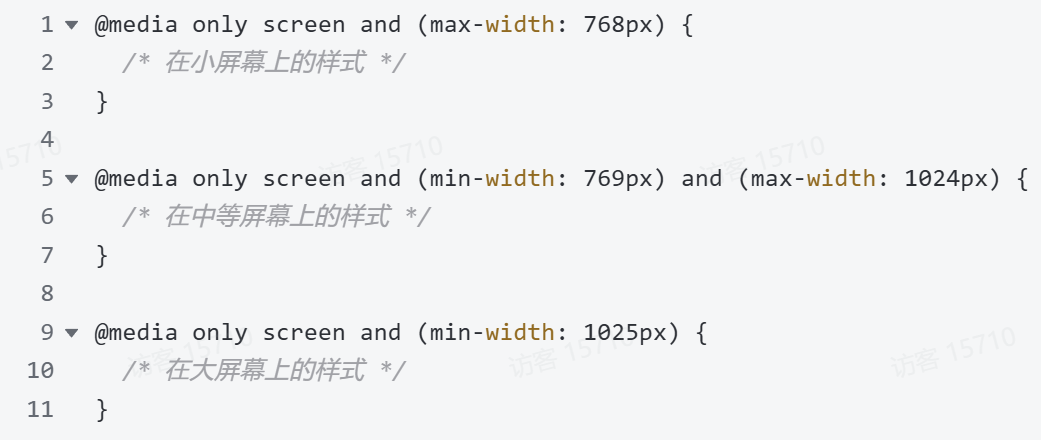 1 @media only screen and (max-width: 768px) {
2 /* 在小屏幕上的样式 */
3 }
4
5 @media only screen and (min-width: 769px) and (max-width: 1024px) {
6 /* 在中等屏幕上的样式 */
7 }
8
9 @media only screen and (min-width: 1025px) {
10 /* 在大屏幕上的样式 */
11 }
15710
访客 15710
访客 15710
访客 15710
访客 15710
访客 15710